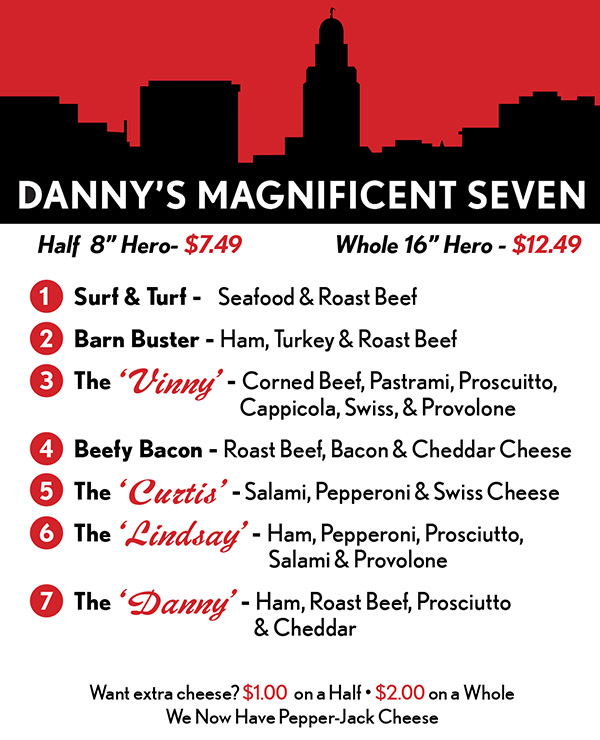 DANNY'S MAGNIFICENT SEVEN
Half 8” Hero- $7.49
Whole 16” Hero - $12.49
1 Surf & Turf - Seafood & Roast Beef
2 Barn Buster - Ham, Turkey & Roast Beef
3 The ‘Vinny’ - Corned Beef, Pastrami, Proscuitto,
Cappicola, Swiss, & Provolone
4 Beefy Bacon - Roast Beef, Bacon & Cheddar Cheese
5 The ‘Curtis’ - Salami, Pepperoni & Swiss Cheese
6 The ‘Lindsay’ - Ham, Pepperoni, Prosciutto,
Salami & Provolone
7 The ‘Danny’ - Ham, Roast Beef, Prosciutto
& Cheddar
Want extra cheese? $1.00 on a Half • $2.00 on a Whole
We Now Have Pepper-Jack Cheese